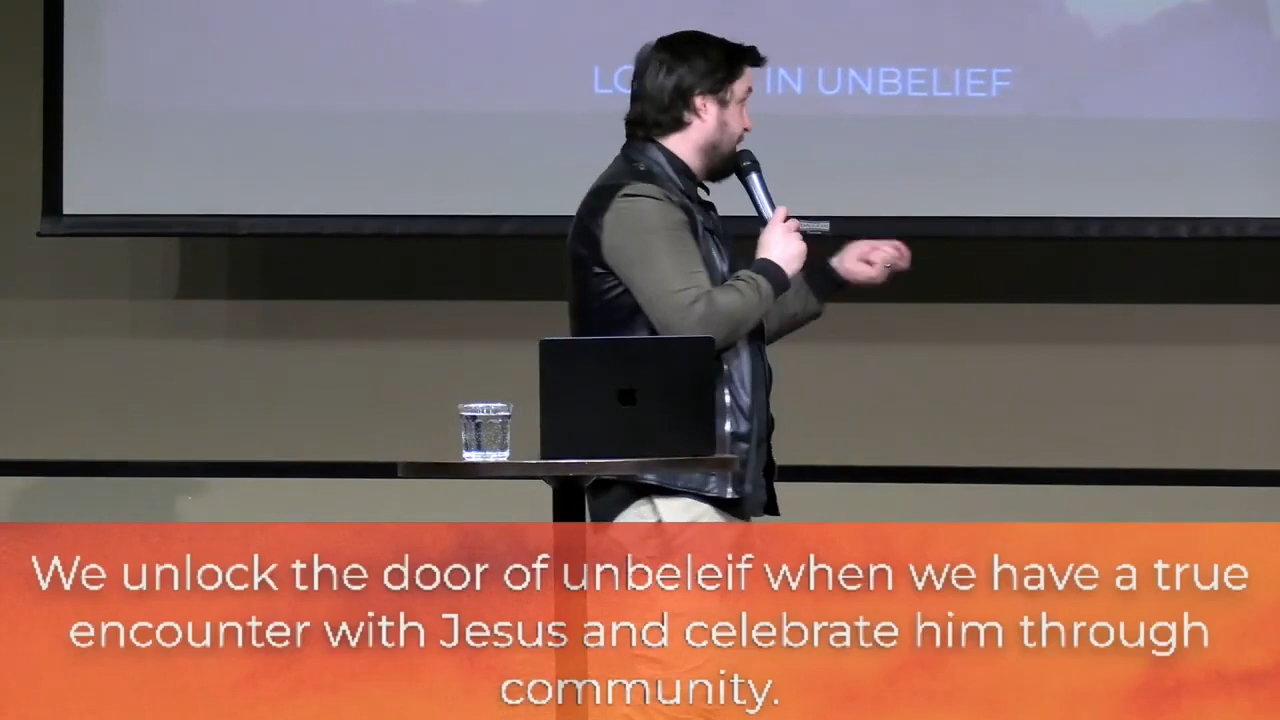 IN UNBELIEF
We unlock the door of unbeleif when we have a true
encounter with Jesus and celebrate him through
community.